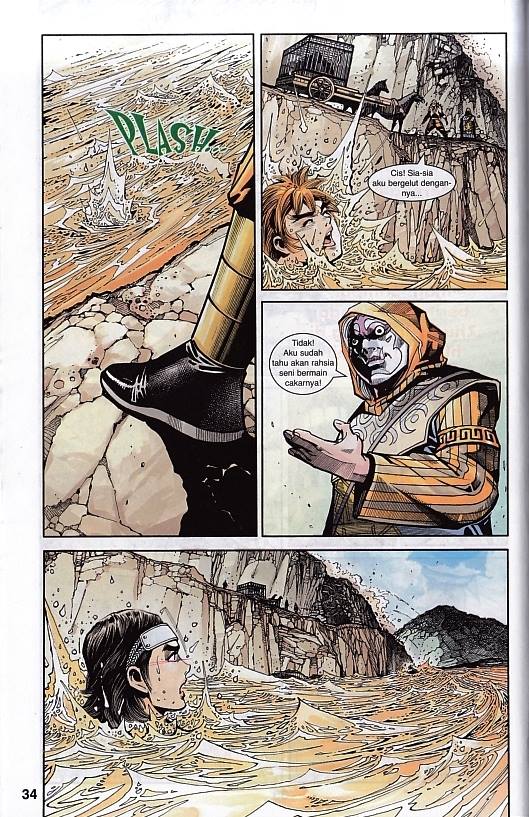 PLASH..
Cis! Sia-sia
aku bergelut dengan-
nya...
Tidak!
Aku sudah
tahu akan rahsia
seni bermain
cakarnya!
34